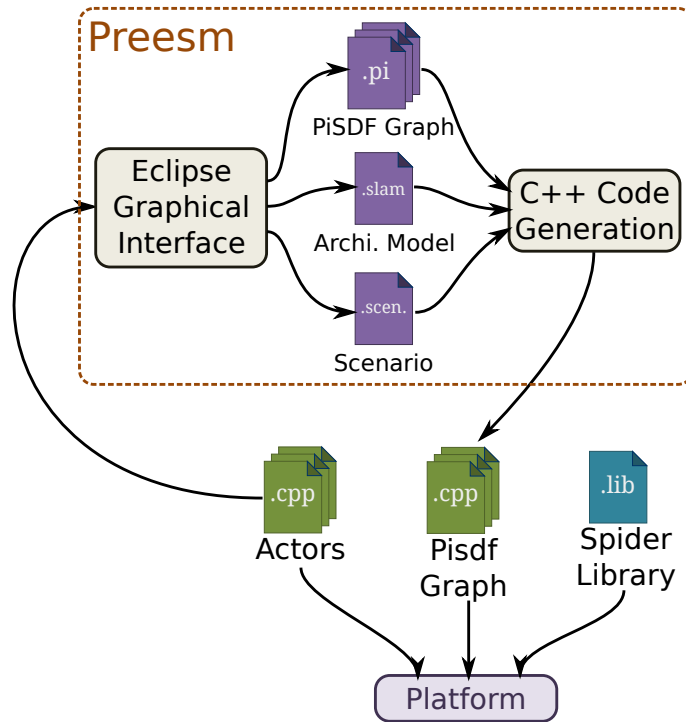 Preesm
.pi
PiSDF Graph
Eclipse
Graphical
Interface
.slam
Archi. Model
C++ Code
Generation
.scen.
Scenario
.cpp
Actors
.cpp
Pisdf
Graph
.lib
Spider
Library
Platform